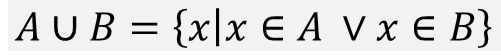 A ∪ B = {x|x ∈ A ∨ x ∈ B}